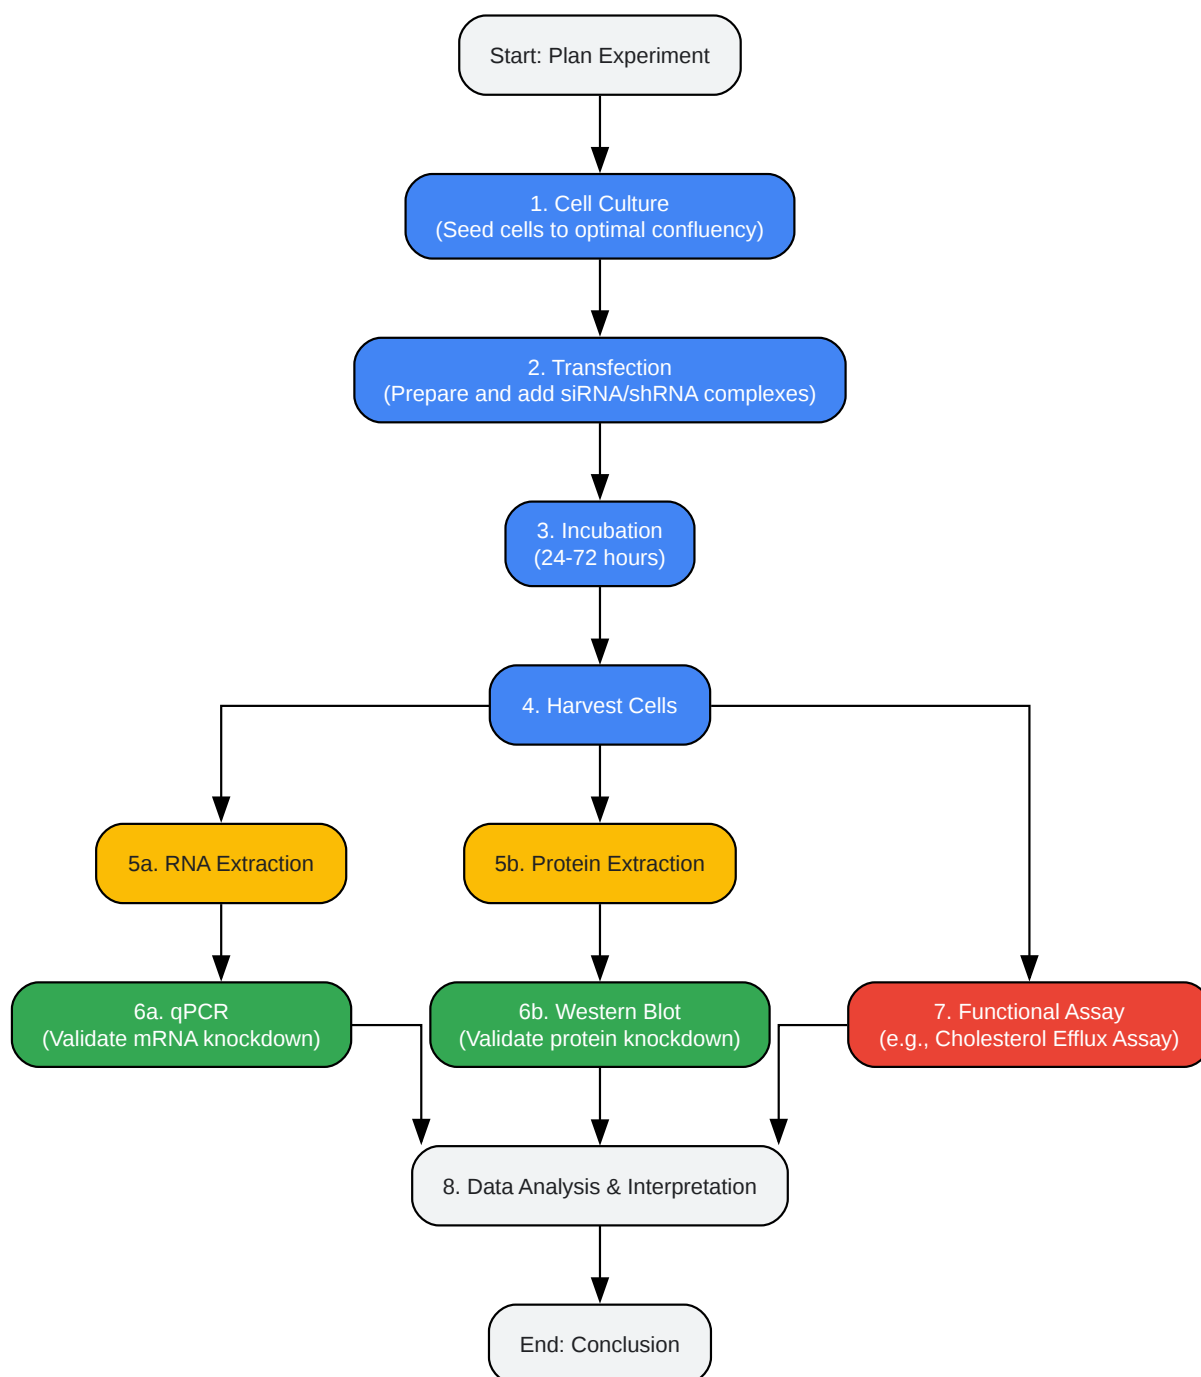 Start: Plan Experiment
1. Cell Culture
(Seed cells to optimal confluency)
2. Transfection
(Prepare and add siRNA/shRNA complexes)
3. Incubation
(24-72 hours)
4. Harvest Cells
5a. RNA Extraction
5b. Protein Extraction
6a. qPCR
(Validate mRNA knockdown)
6b. Western Blot
(Validate protein knockdown)
7. Functional Assay
(e.g., Cholesterol Efflux Assay)
8. Data Analysis & Interpretation
End: Conclusion